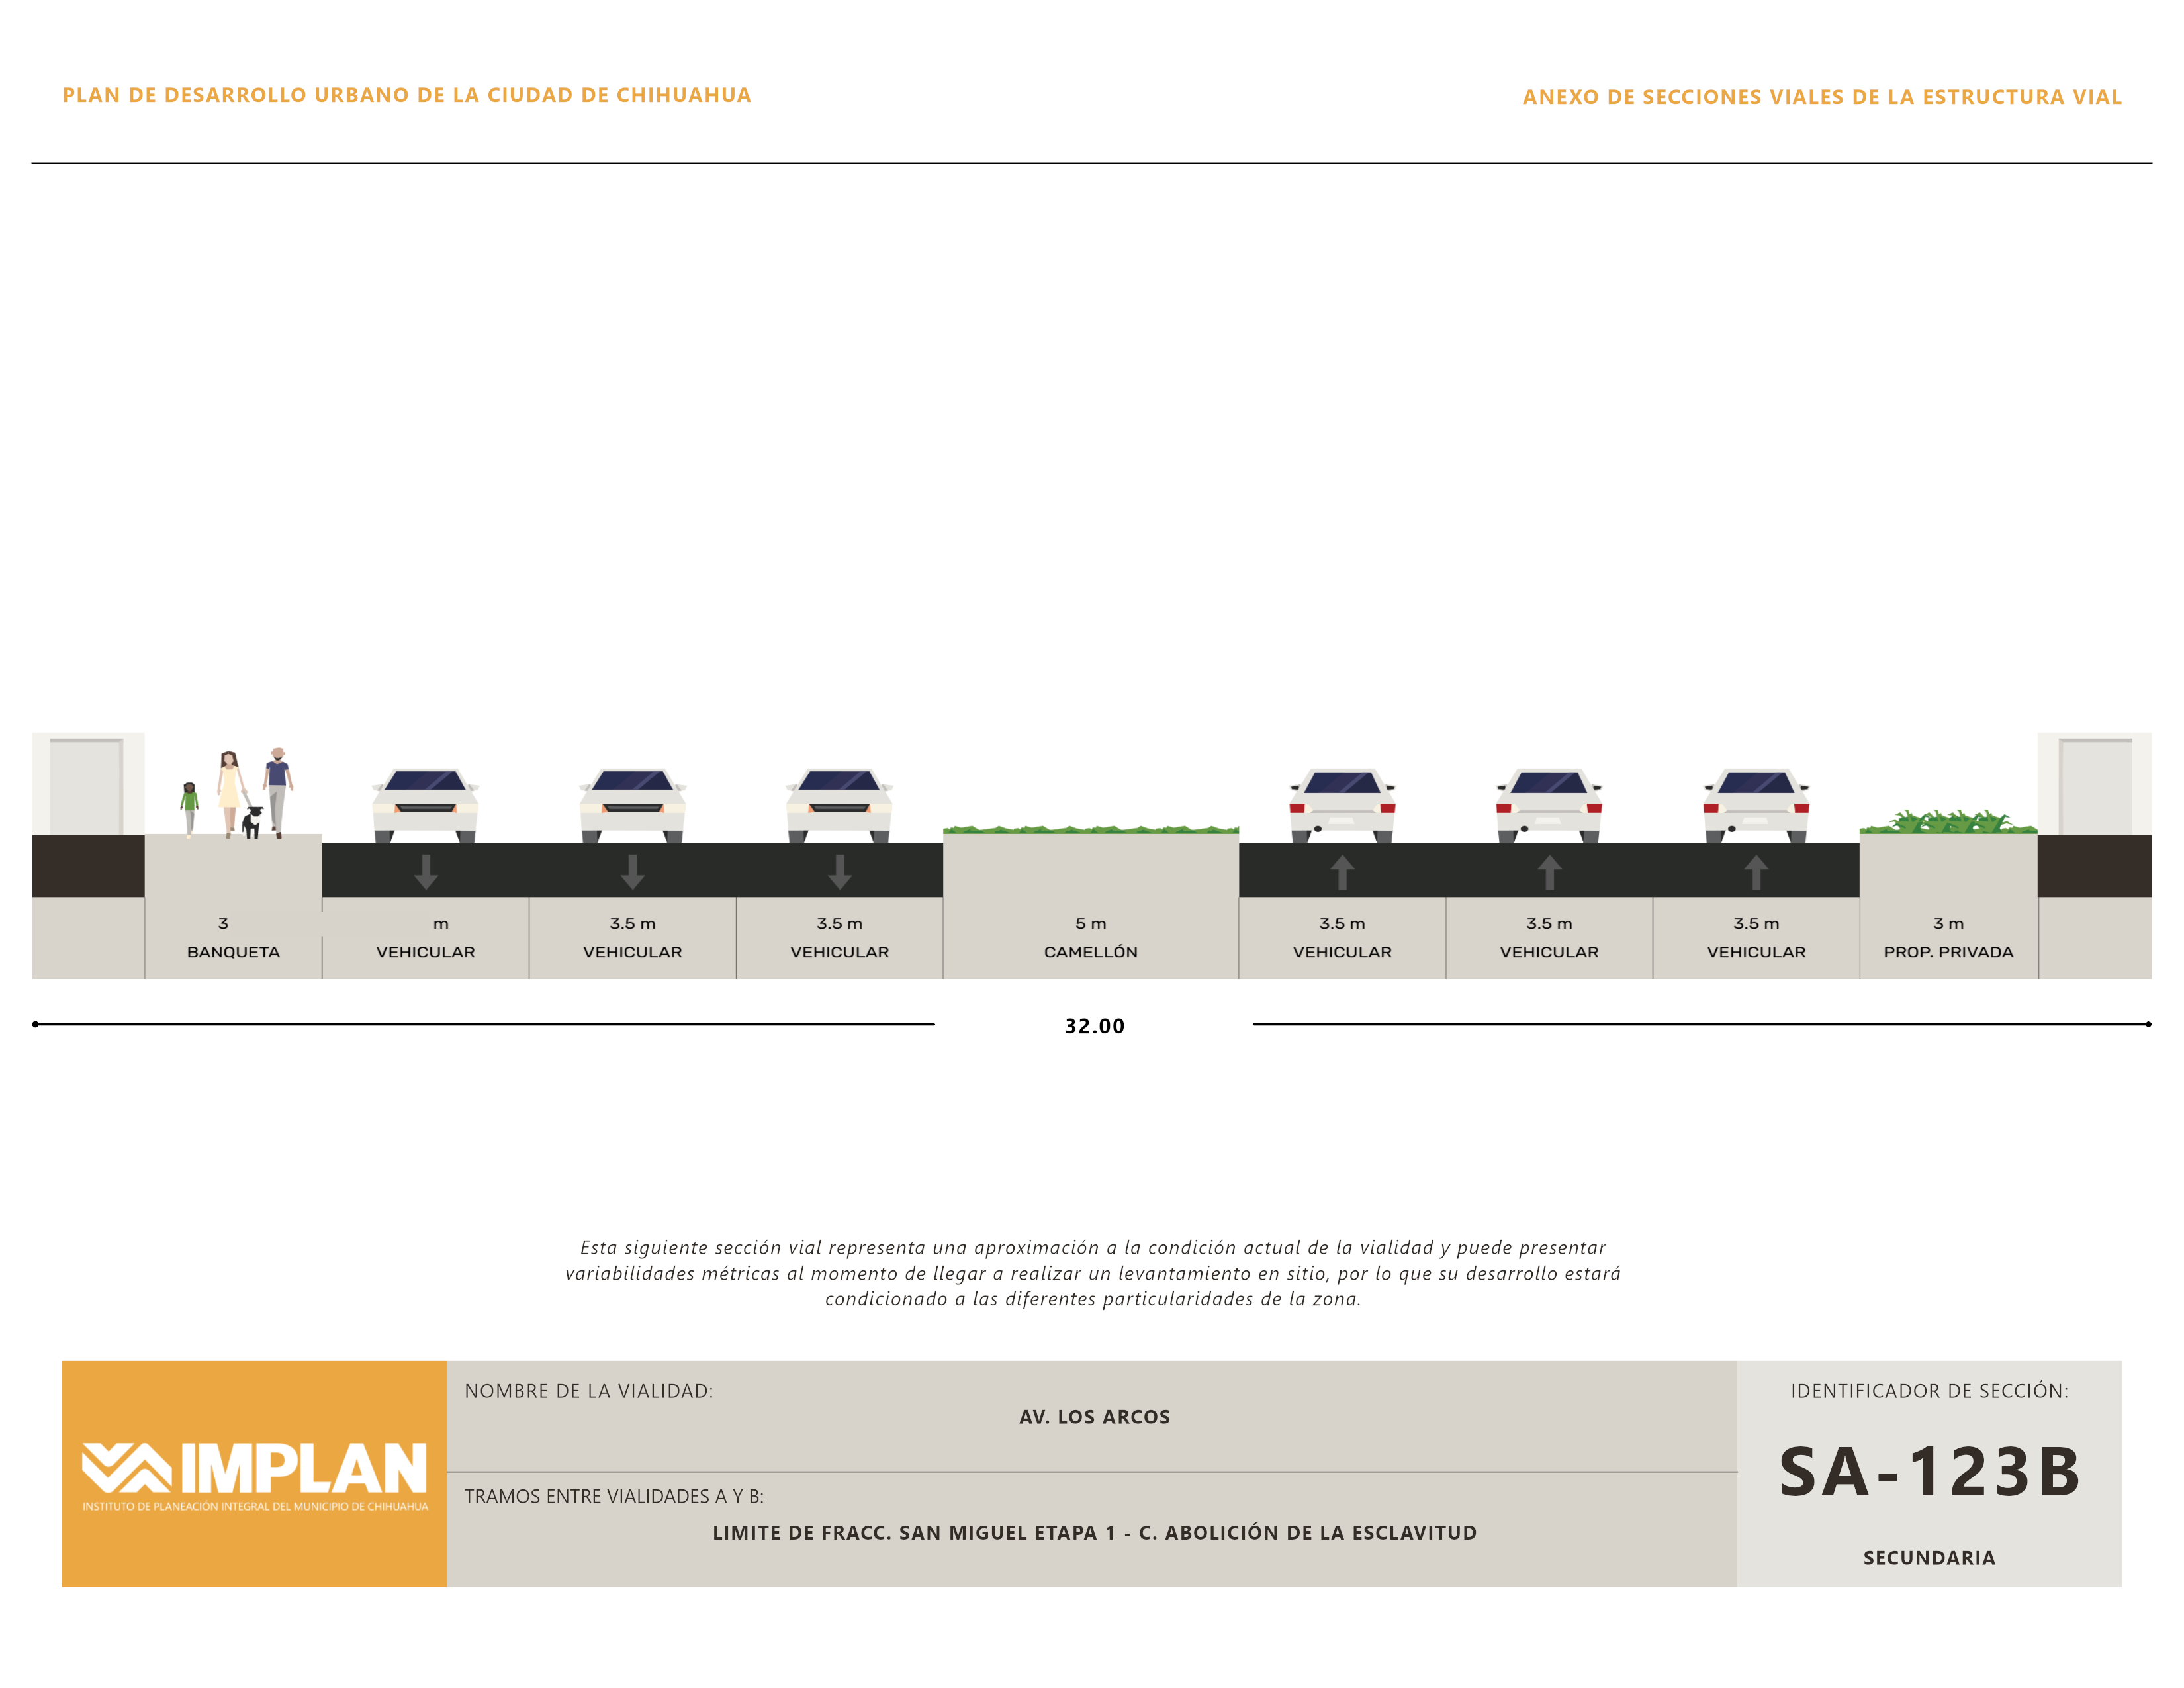 PLAN DE DESARROLLO URBANO DE LA CIUDAD DE CHIHUAHUA
ANEXO DE SECCIONES VIALES DE LA ESTRUCTURA VIAL
3 m 3.5 m 3.5 m 5 m 3.5 m 3.5 m 3.5 m 3 m
BANQUETA VEHICULAR VEHICULAR VEHICULAR CAMELLÓN VEHICULAR VEHICULAR VEHICULAR PROP. PRIVADA
32.00
Esta siguiente sección vial representa una aproximación a la condición actual de la vialidad y puede presentar
variabilidades métricas al momento de llegar a realizar un levantamiento en sitio, por lo que su desarrollo estará
condicionado a las diferentes particularidades de la zona.
IMPLAN
INSTITUTO DE PLANEACIÓN INTEGRAL DEL MUNICIPIO DE CHIHUAHUA
NOMBRE DE LA VIALIDAD:
AV. LOS ARCOS
TRAMOS ENTRE VIALIDADES A Y B:
LIMITE DE FRACC. SAN MIGUEL ETAPA 1 - C. ABOLICIÓN DE LA ESCLAVITUD
IDENTIFICADOR DE SECCIÓN:
SA-123B
SECUNDARIA